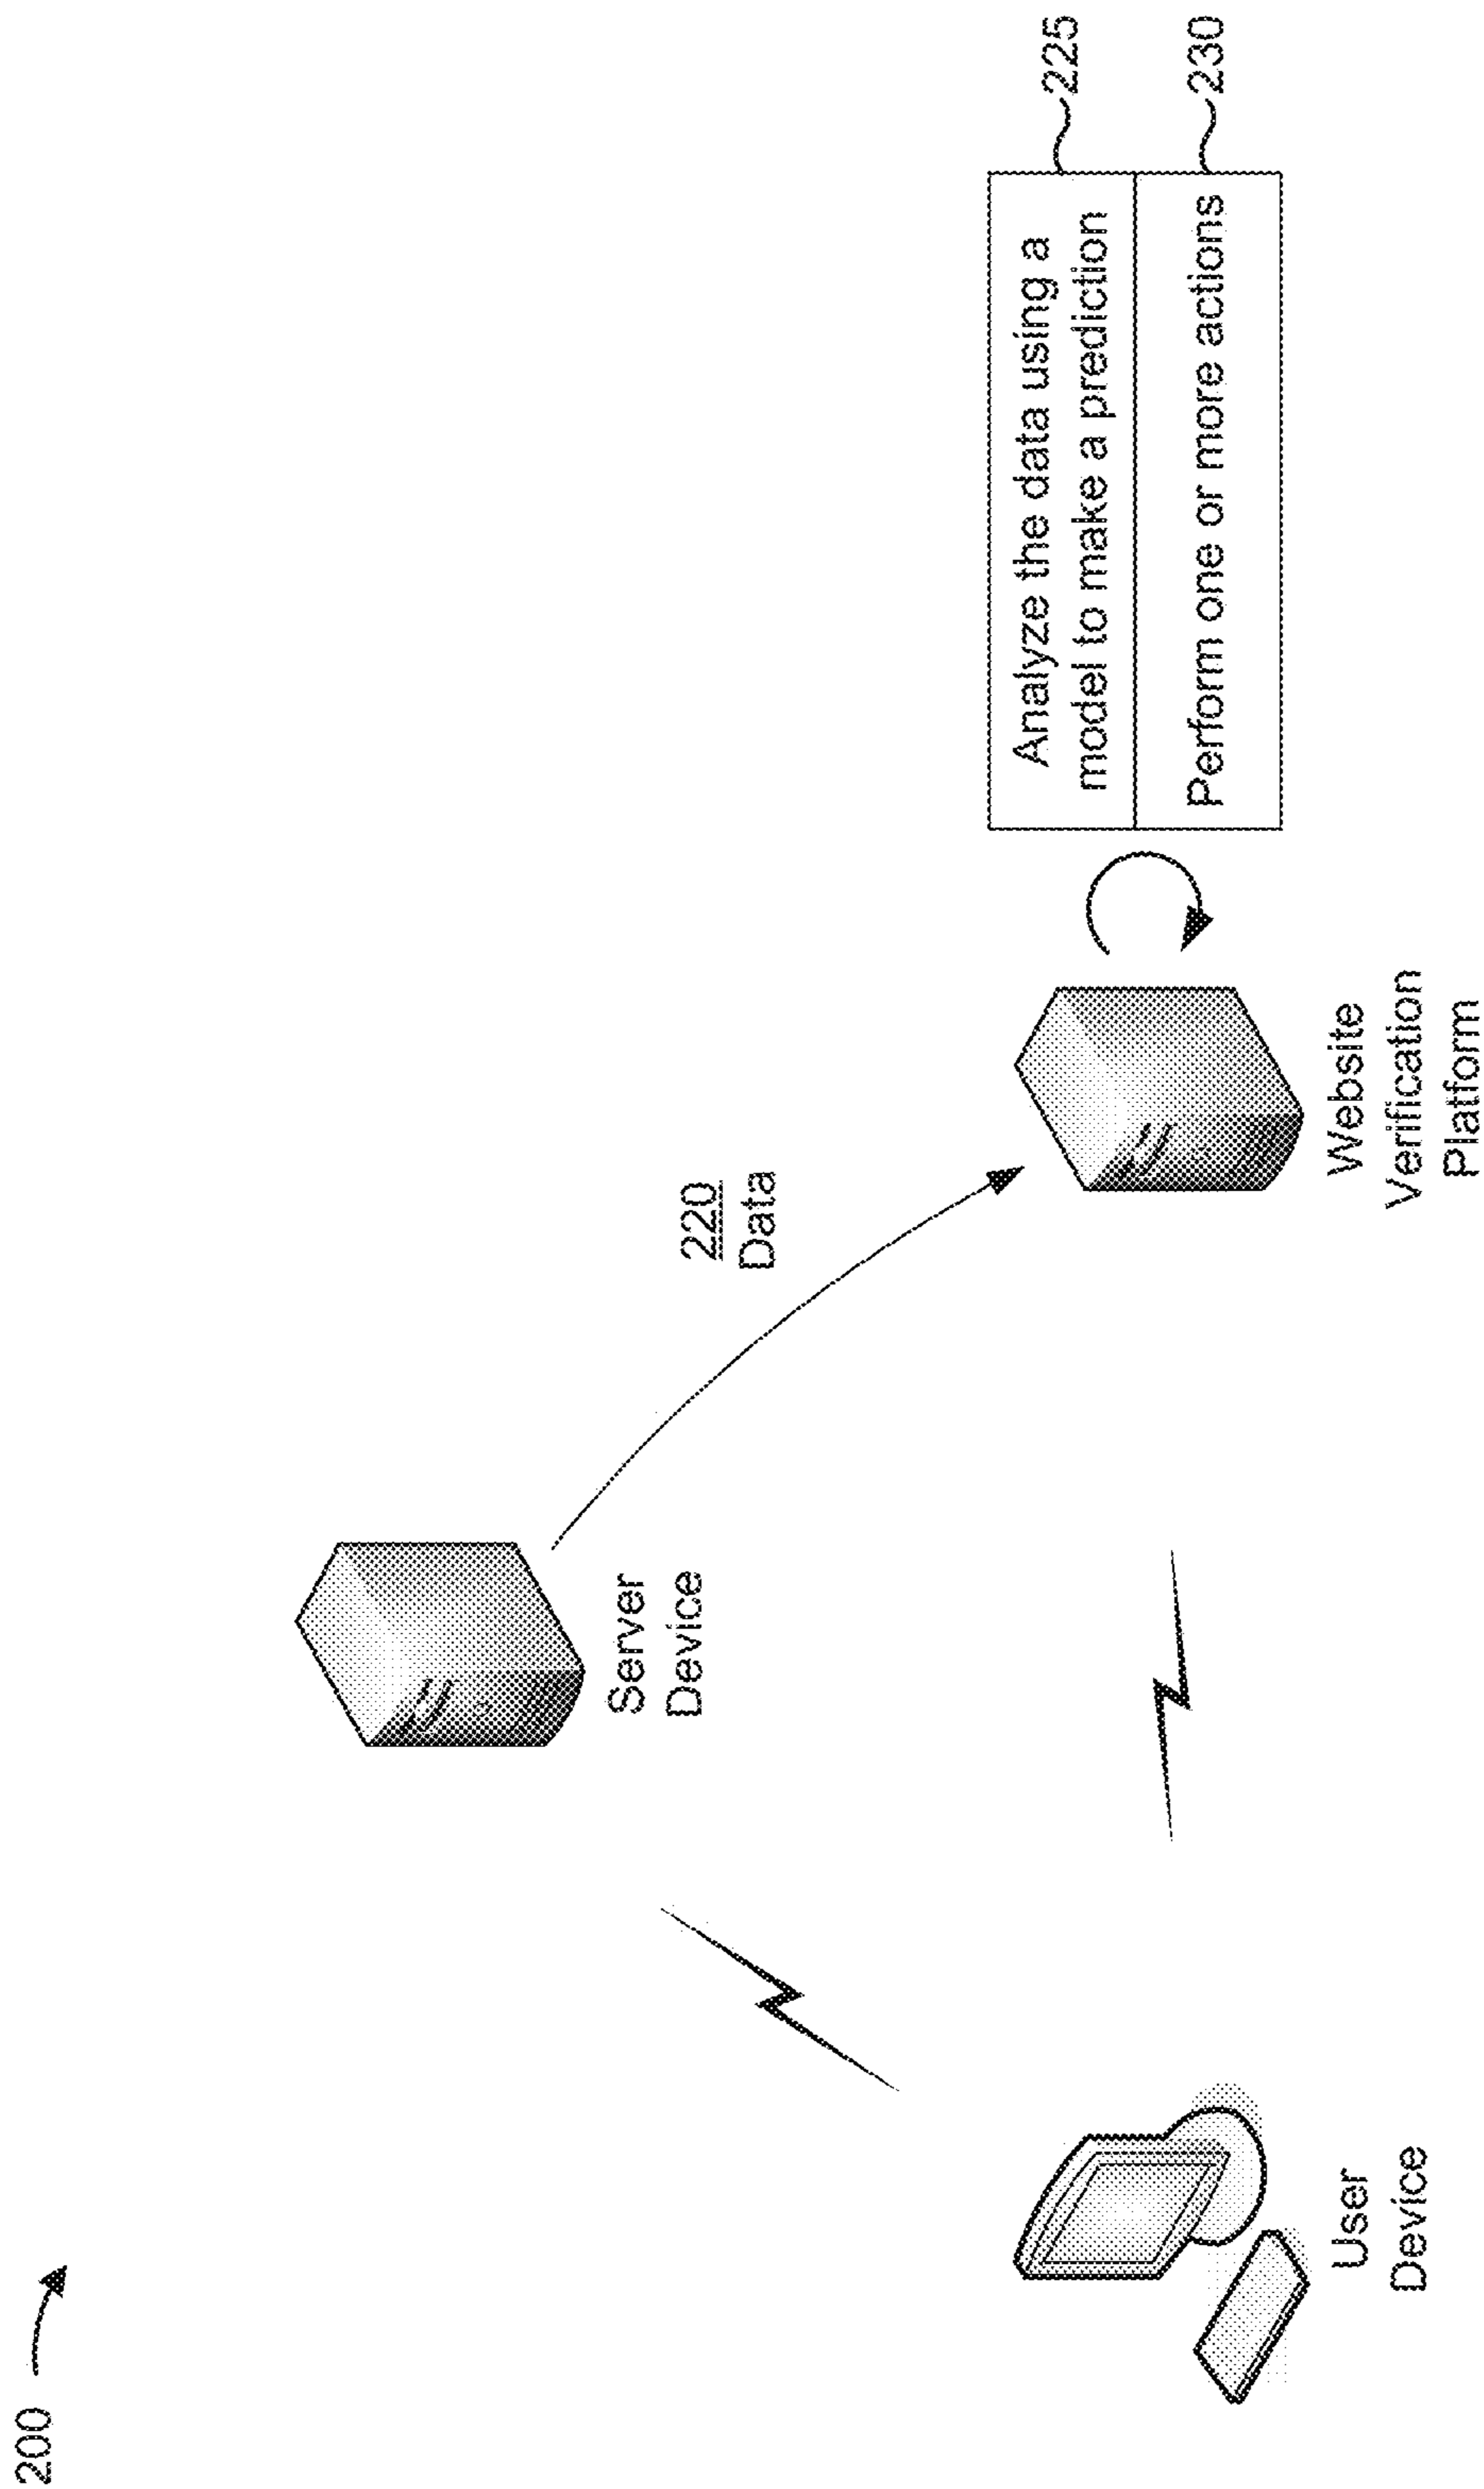 200
Server
Device
220
Data
User
Device
Website
Verification
Platform
Analyze the data using a
model to make a prediction
225
Perform one or more actions
230